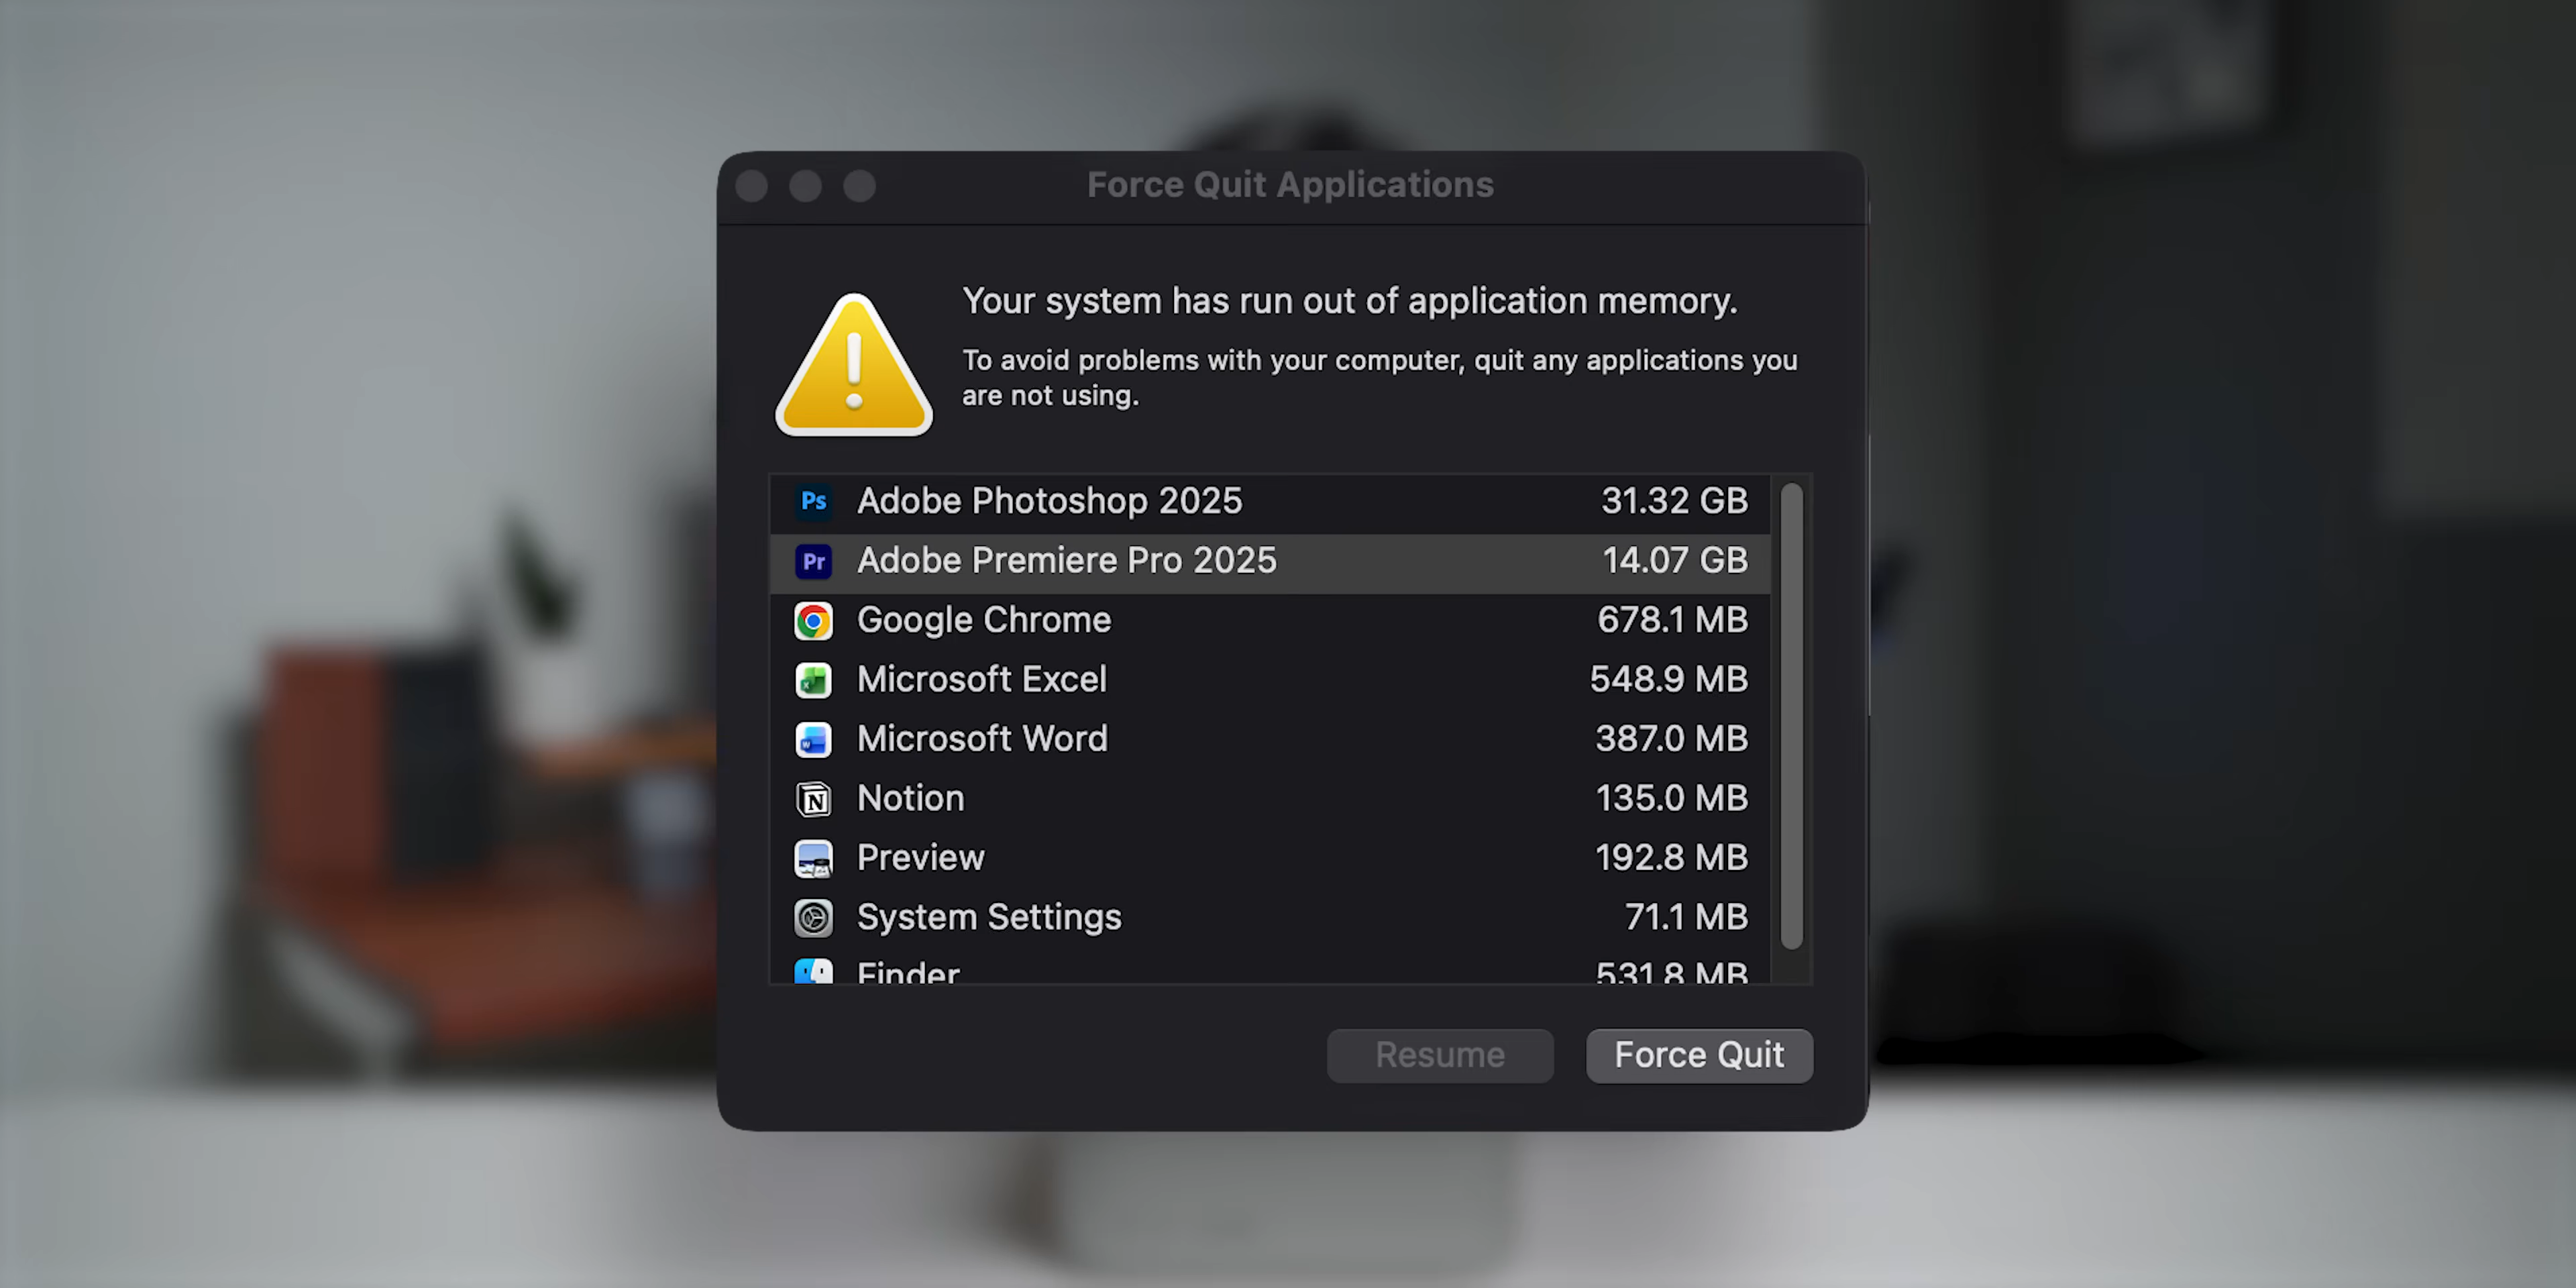 Force Quit Applications
Your system has run out of application memory.
To avoid problems with your computer, quit any applications you
are not using.
Ps Adobe Photoshop 2025 31.32 GB
Pr Adobe Premiere Pro 2025 14.07 GB
Google Chrome 678.1 MB
Microsoft Excel 548.9 MB
Microsoft Word 387.0 MB
Notion 135.0 MB
Preview 192.8 MB
System Settings 71.1 MB
Finder 531.8 MB
Resume Force Quit